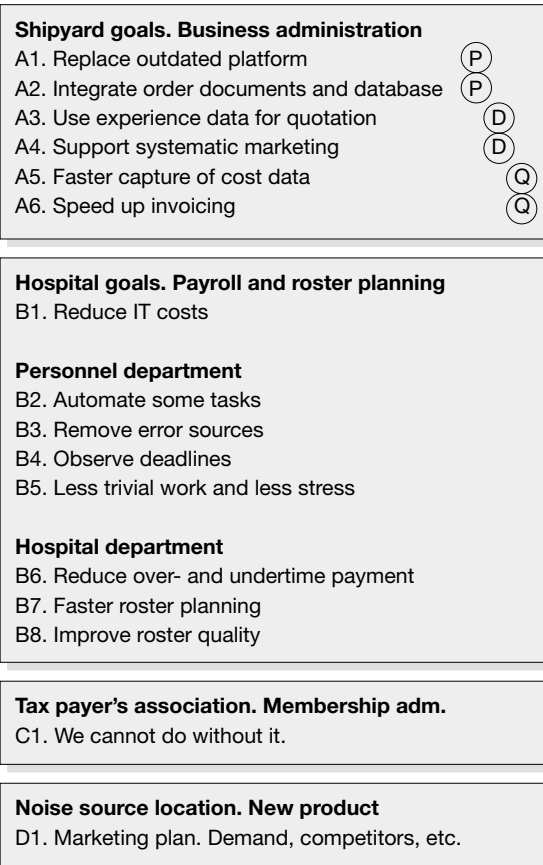 Shipyard goals. Business administration
A1. Replace outdated platform P
A2. Integrate order documents and database P
A3. Use experience data for quotation D
A4. Support systematic marketing D
A5. Faster capture of cost data Q
A6. Speed up invoicing Q
Hospital goals. Payroll and roster planning
B1. Reduce IT costs
Personnel department
B2. Automate some tasks
B3. Remove error sources
B4. Observe deadlines
B5. Less trivial work and less stress
Hospital department
B6. Reduce over- and undertime payment
B7. Faster roster planning
B8. Improve roster quality
Tax payer's association. Membership adm.
C1. We cannot do without it.
Noise source location. New product
D1. Marketing plan. Demand, competitors, etc.